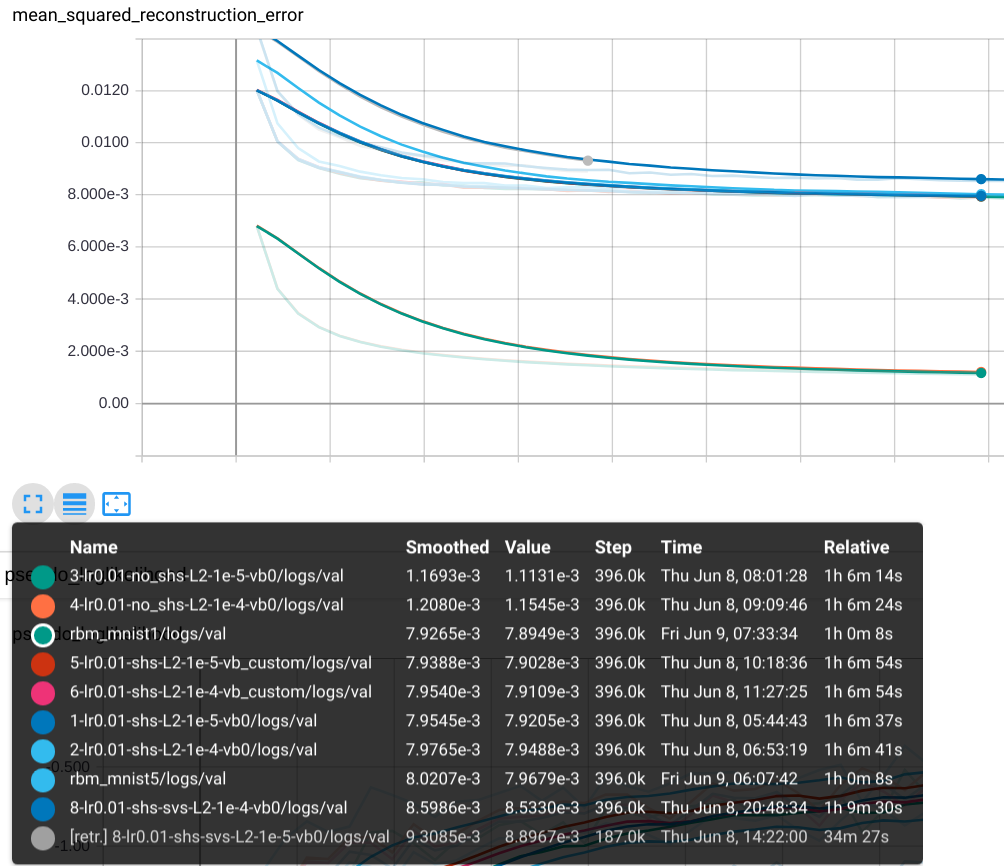 mean_squared_reconstruction_error
0.0120
0.0100
8.000e-3
6.000e-3
4.000e-3
2.000e-3
0.00
Name Smoothed Value Step Time Relative
3-lr0.01-no_shs-L2-1e-5-vb0/logs/val 1.1693e-3 1.1131e-3 396.0k Thu Jun 8, 08:01:28 1h 6m 14s
4-lr0.01-no_shs-L2-1e-4-vb0/logs/val 1.2080e-3 1.1545e-3 396.0k Thu Jun 8, 09:09:46 1h 6m 24s
rbm_mnist1/logs/val 7.9265e-3 7.8949e-3 396.0k Fri Jun 9, 07:33:34 1h 0m 8s
5-lr0.01-shs-L2-1e-5-vb_custom/logs/val 7.9388e-3 7.9028e-3 396.0k Thu Jun 8, 10:18:36 1h 6m 54s
6-lr0.01-shs-L2-1e-4-vb_custom/logs/val 7.9540e-3 7.9109e-3 396.0k Thu Jun 8, 11:27:25 1h 6m 54s
1-lr0.01-shs-L2-1e-5-vb0/logs/val 7.9545e-3 7.9205e-3 396.0k Thu Jun 8, 05:44:43 1h 6m 37s
2-lr0.01-shs-L2-1e-4-vb0/logs/val 7.9765e-3 7.9488e-3 396.0k Thu Jun 8, 06:53:19 1h 6m 41s
-0.500
rbm_mnist5/logs/val 8.0207e-3 7.9679e-3 396.0k Fri Jun 9, 06:07:42 1h 0m 8s
8-lr0.01-shs-svs-L2-1e-4-vb0/logs/val 8.5986e-3 8.5330e-3 396.0k Thu Jun 8, 20:48:34 1h 9m 30s
[retr.] 8-lr0.01-shs-svs-L2-1e-5-vb0/logs/val 9.3085e-3 8.8967e-3 187.0k Thu Jun 8, 14:22:00 34m 27s
-1.00